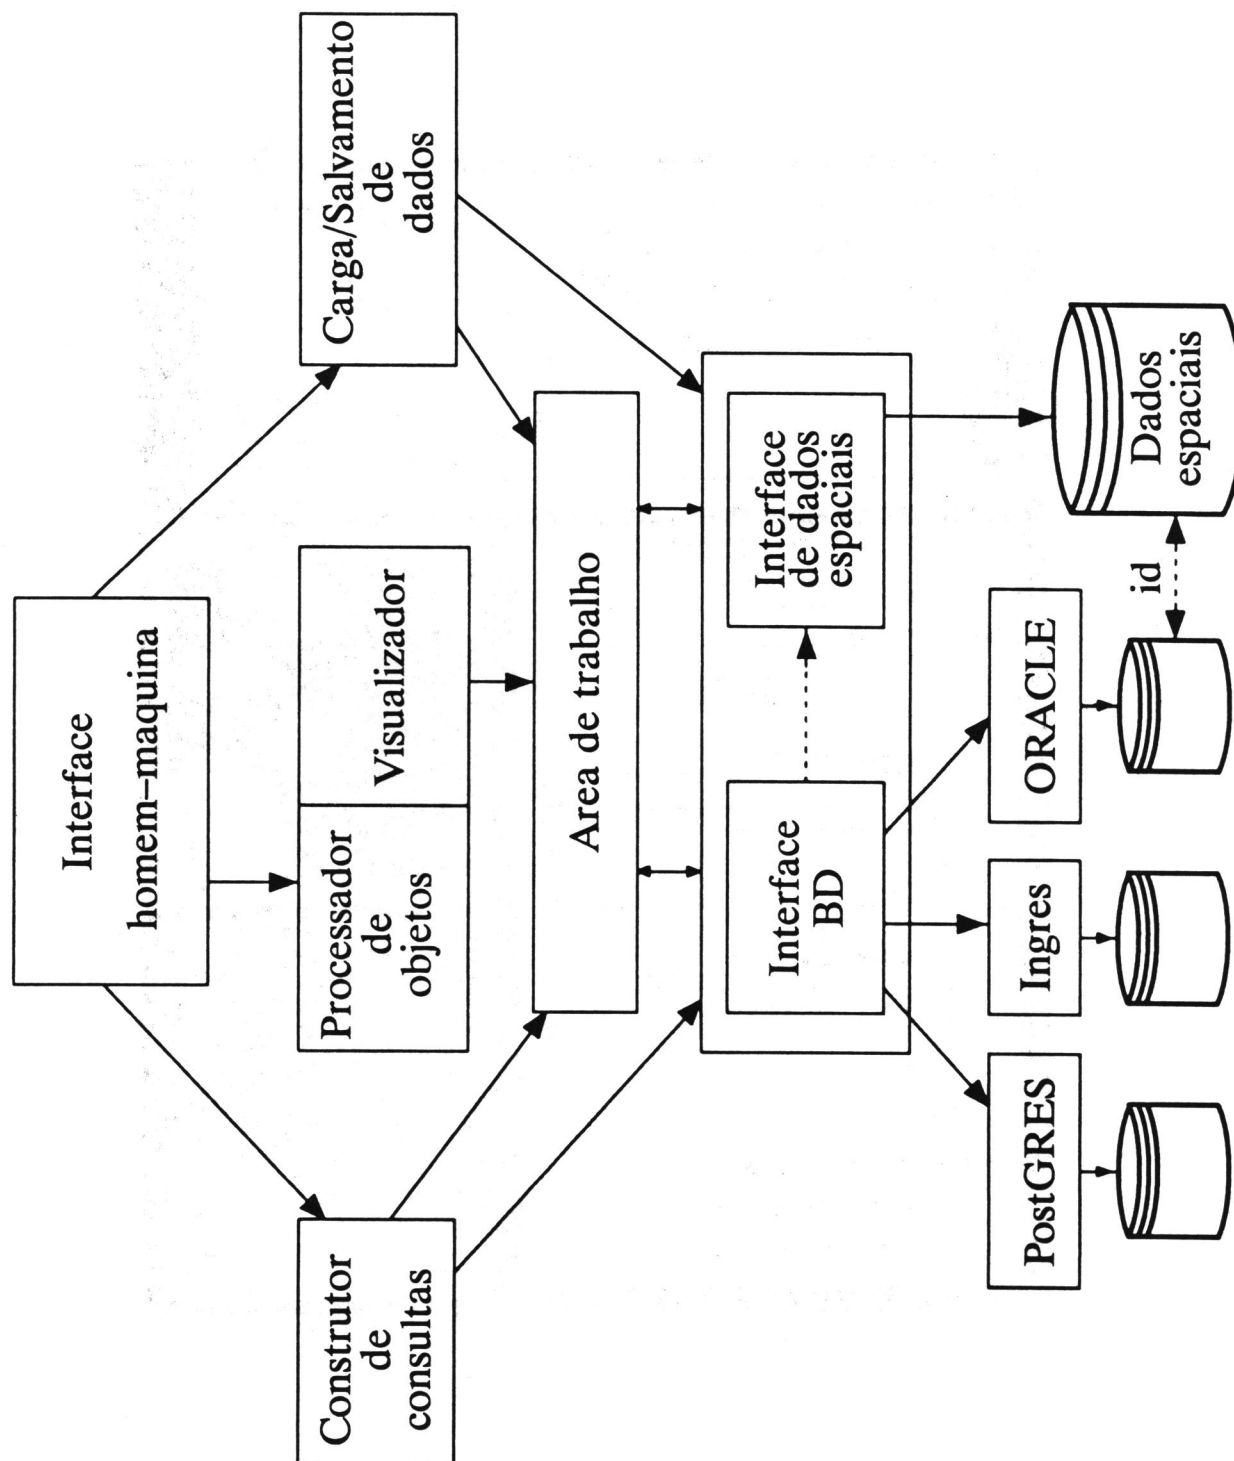 Interface
homem–maquina
Construtor
de
consultas
Processador
de
objetos
Visualizador
Carga/Salvamento
de
dados
Area de trabalho
Interface
BD
Interface
de dados
espaciais
PostGRES
Ingres
ORACLE
id
Dados
espaciais